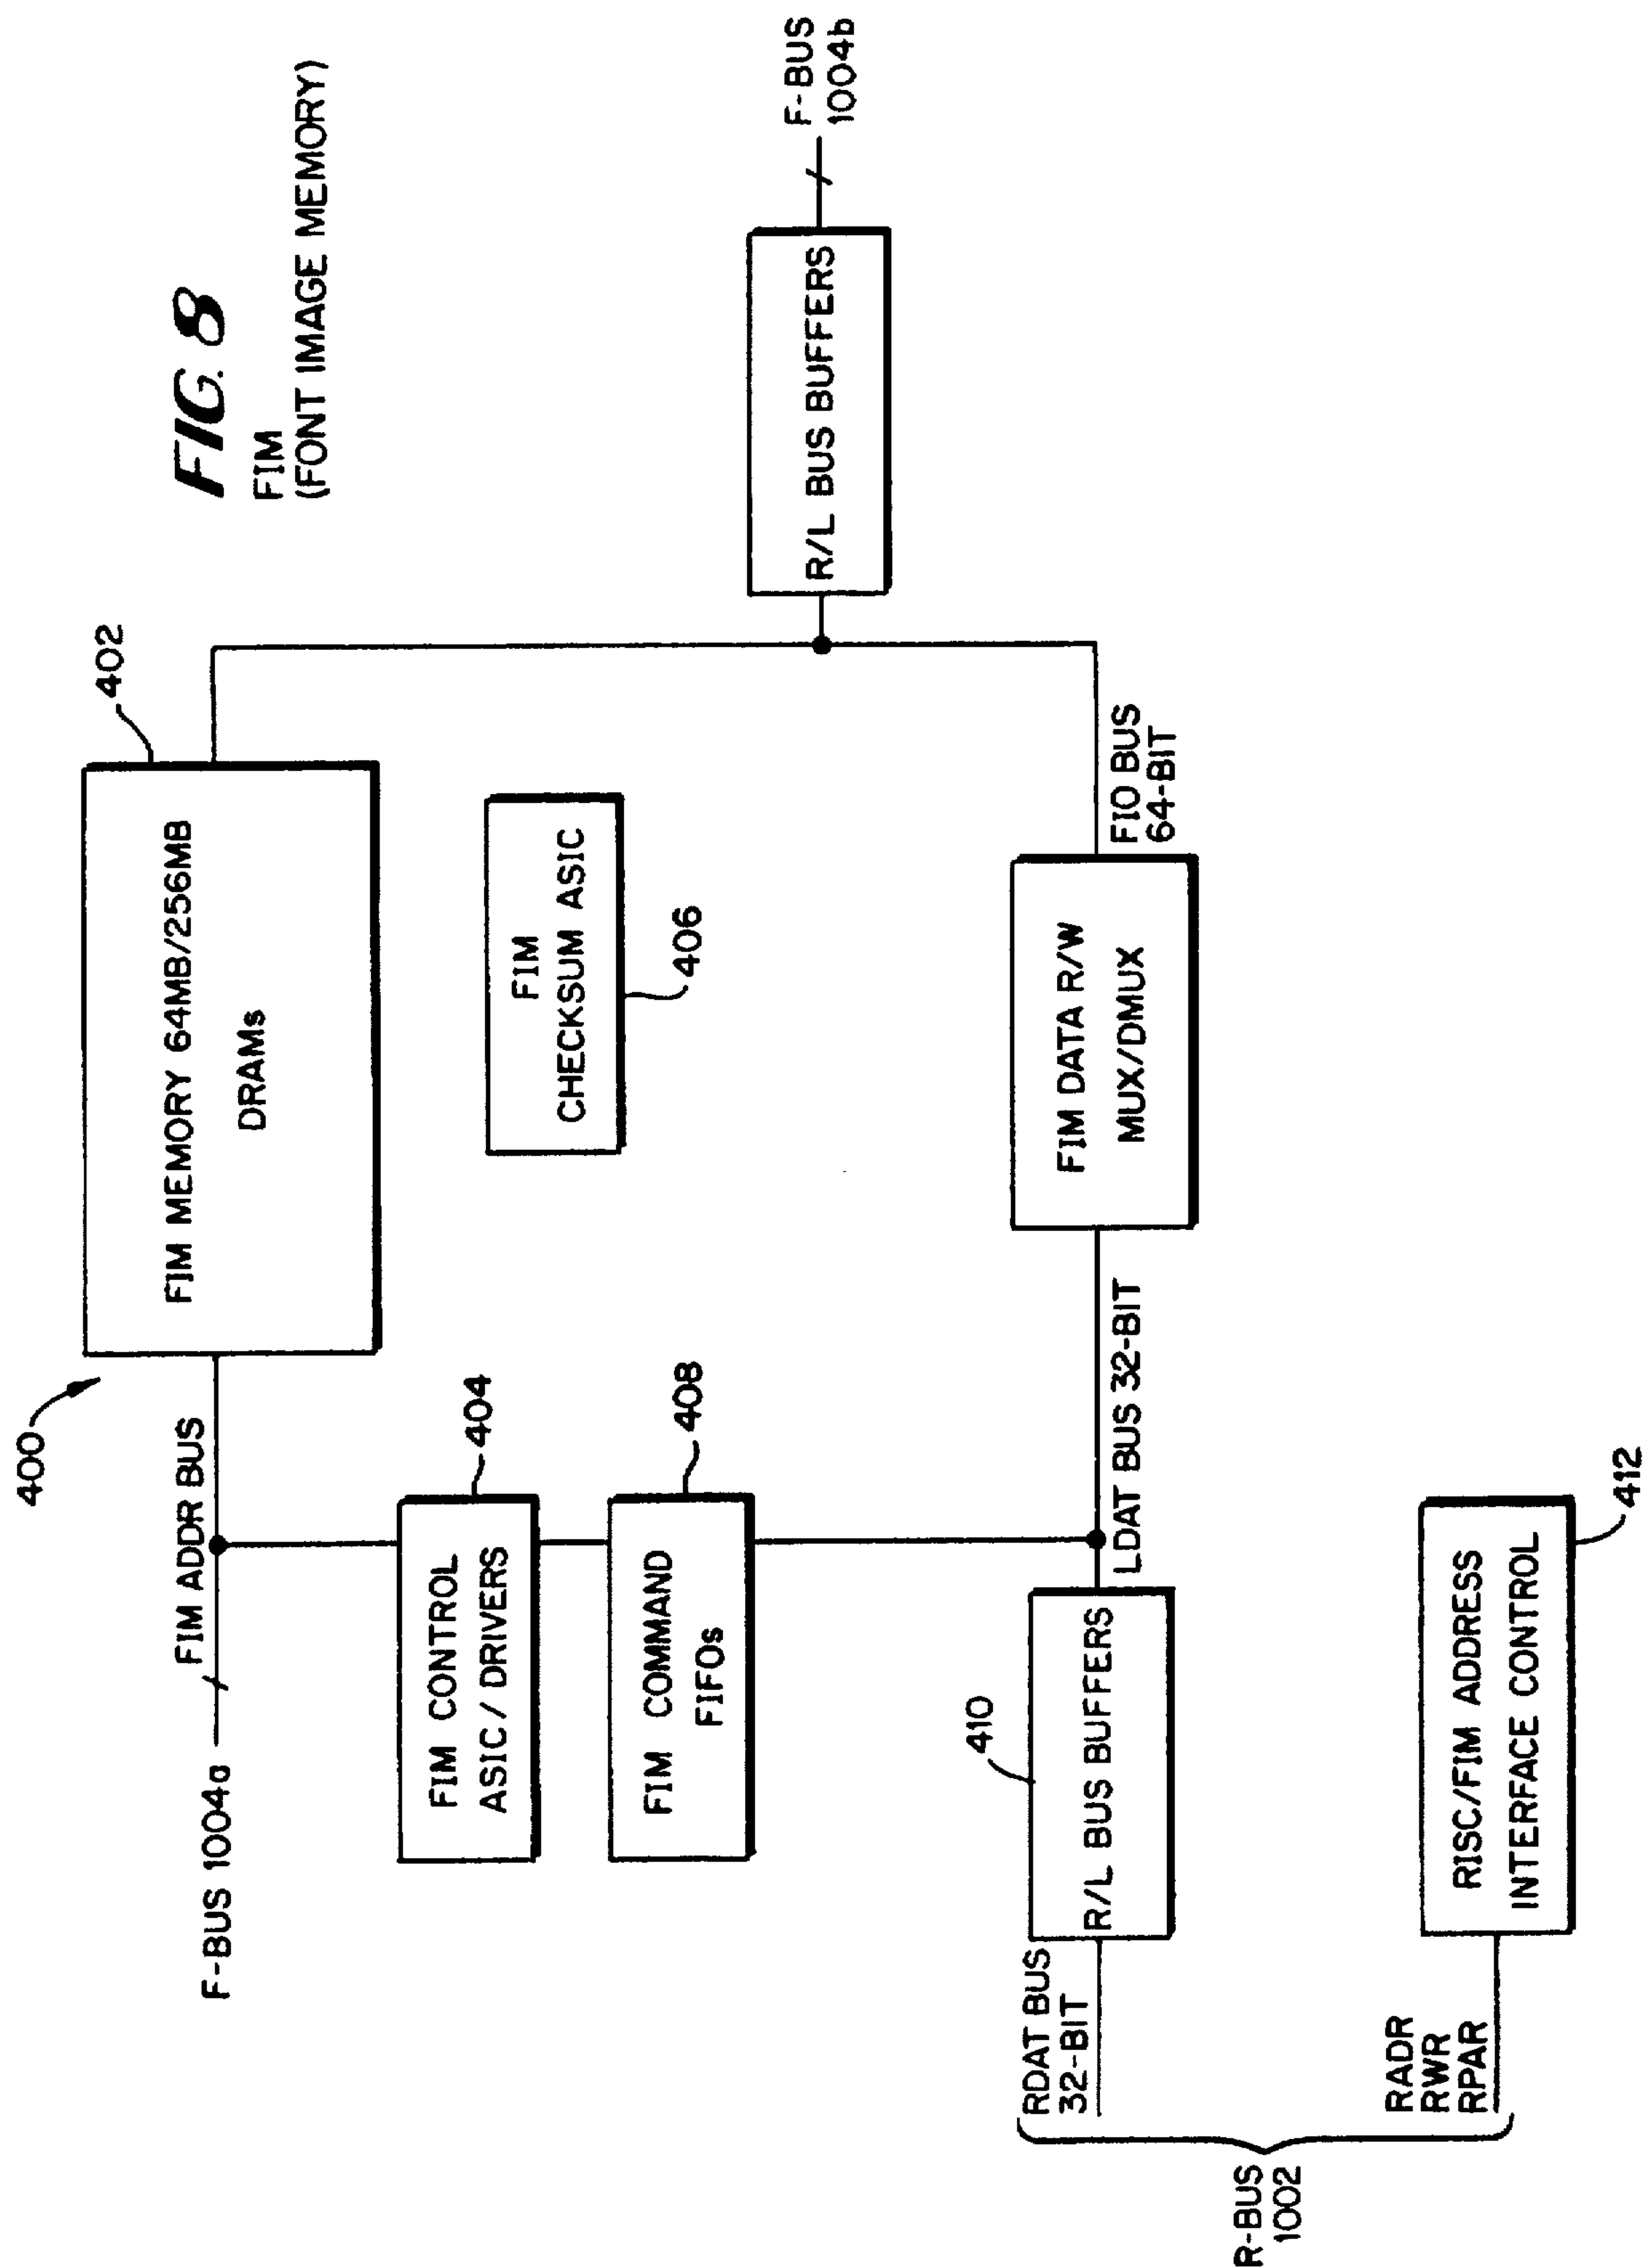 FIG. 8
FIM
(FONT IMAGE MEMORY)
400
402
F-BUS 1004a
FIM ADDR BUS
FIM MEMORY 64MB/256MB
DRAMs
FIM CONTROL
ASIC/DRIVERS
404
FIM
CHECKSUM ASIC
406
FIM COMMAND
FIFOs
408
R/L BUS BUFFERS
F-BUS
1004b
410
RDAT BUS
32-BIT
R/L BUS BUFFERS
LDAT BUS 32-BIT
FIM DATA R/W
MUX/DMUX
FIO BUS
64-BIT
R-BUS
1002
RADR
RWR
RPAR
RISC/FIM ADDRESS
INTERFACE CONTROL
412